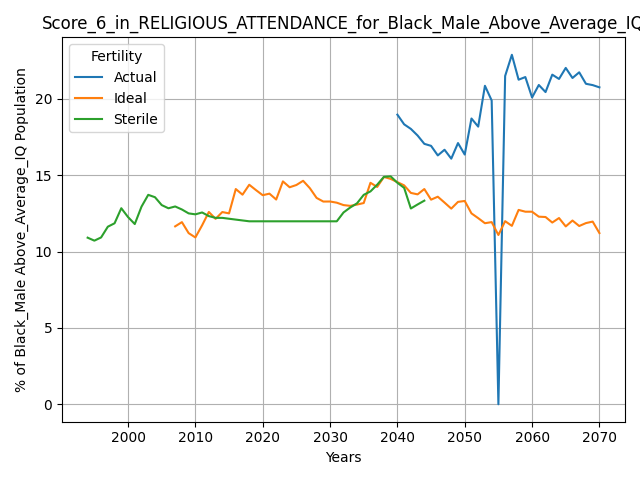 Score_6_in_RELIGIOUS_ATTENDANCE_for_Black_Male_Above_Average_IQ
Fertility
Actual
Ideal
Sterile
% of Black_Male Above_Average_IQ Population
20
15
10
5
0
2000 2010 2020 2030 2040 2050 2060 2070
Years